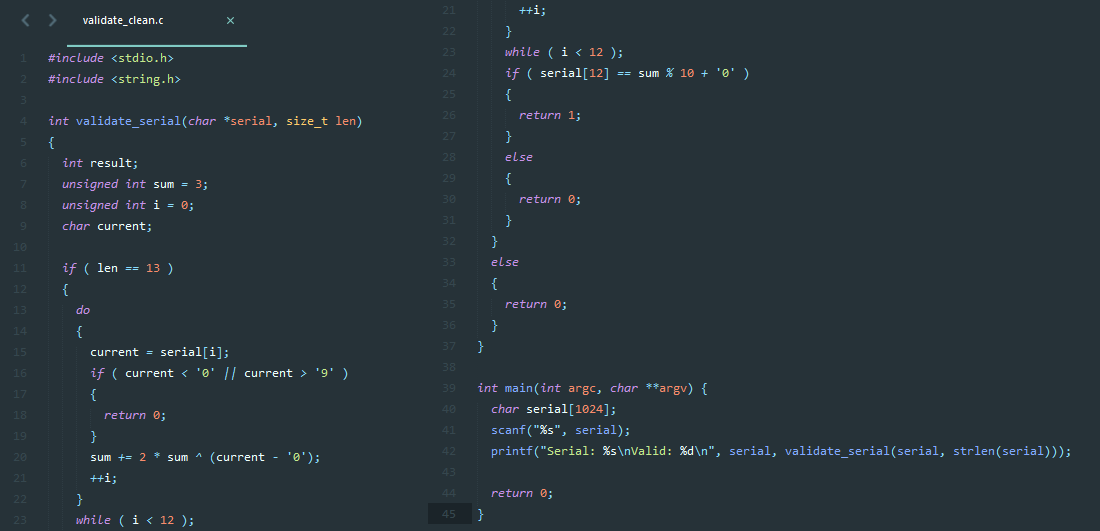 validate_clean.c ×
1 #include <stdio.h>
2 #include <string.h>
3
4 int validate_serial(char *serial, size_t len)
5 {
6   int result;
7   unsigned int sum = 3;
8   unsigned int i = 0;
9   char current;
10
11   if ( len == 13 )
12   {
13     do
14     {
15       current = serial[i];
16       if ( current < '0' || current > '9' )
17       {
18         return 0;
19       }
20       sum += 2 * sum ^ (current - '0');
21       ++i;
22     }
23     while ( i < 12 );
21       ++i;
22     }
23     while ( i < 12 );
24     if ( serial[12] == sum % 10 + '0' )
25     {
26       return 1;
27     }
28     else
29     {
30       return 0;
31     }
32   }
33   else
34   {
35     return 0;
36   }
37 }
38
39 int main(int argc, char **argv) {
40   char serial[1024];
41   scanf("%s", serial);
42   printf("Serial: %s\nValid: %d\n", serial, validate_serial(serial, strlen(serial)));
43
44   return 0;
45 }